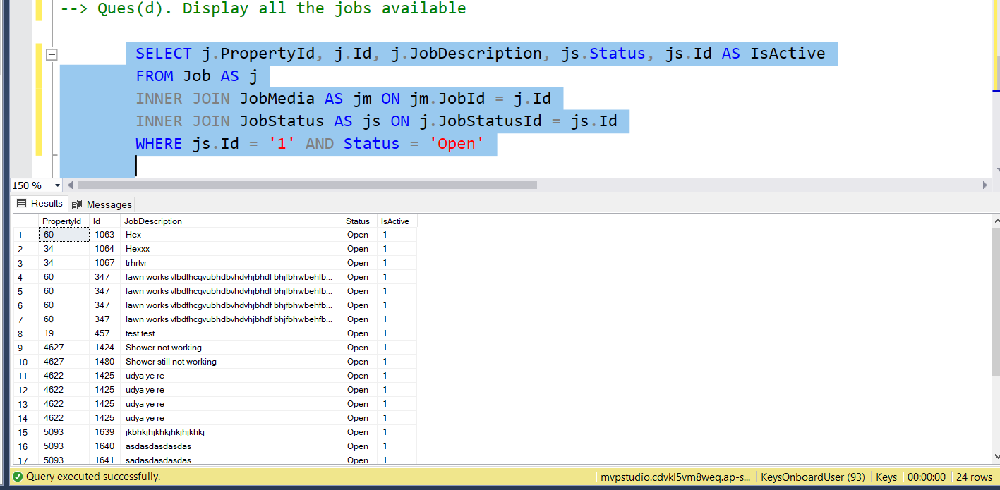 --> Ques(d). Display all the jobs available
SELECT j.PropertyId, j.Id, j.JobDescription, js.Status, js.Id AS IsActive
FROM Job AS j
INNER JOIN JobMedia AS jm ON jm.JobId = j.Id
INNER JOIN JobStatus AS js ON j.JobStatusId = js.Id
WHERE js.Id = '1' AND Status = 'Open'
150 %
Results Messages
PropertyId Id JobDescription Status IsActive
1 60 1063 Hex Open 1
2 34 1064 Hexxx Open 1
3 34 1067 trhrtvr Open 1
4 60 347 lawn works vfbdfhcgvubhdbvhdvhjbhdf bhjfbhwbehfb... Open 1
5 60 347 lawn works vfbdfhcgvubhdbvhdvhjbhdf bhjfbhwbehfb... Open 1
6 60 347 lawn works vfbdfhcgvubhdbvhdvhjbhdf bhjfbhwbehfb... Open 1
7 60 347 lawn works vfbdfhcgvubhdbvhdvhjbhdf bhjfbhwbehfb... Open 1
8 19 457 test test Open 1
9 4627 1424 Shower not working Open 1
10 4627 1480 Shower still not working Open 1
11 4622 1425 udya ye re Open 1
12 4622 1425 udya ye re Open 1
13 4622 1425 udya ye re Open 1
14 4622 1425 udya ye re Open 1
15 5093 1639 jkbhkjhjkhkjhkjhjkhkj Open 1
16 5093 1640 asdasdasdasdas Open 1
17 5093 1641 sadasdasdasdas Open 1
Query executed successfully. mvpstudio.cdvkl5vm8weq.ap-s... KeysOnboardUser (93) Keys 00:00:00 24 rows